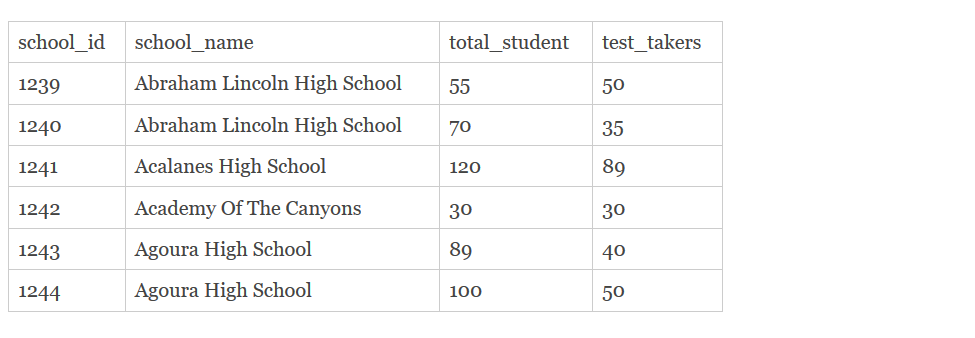 school_id school_name total_student test_takers
1239 Abraham Lincoln High School 55 50
1240 Abraham Lincoln High School 70 35
1241 Acalanes High School 120 89
1242 Academy Of The Canyons 30 30
1243 Agoura High School 89 40
1244 Agoura High School 100 50